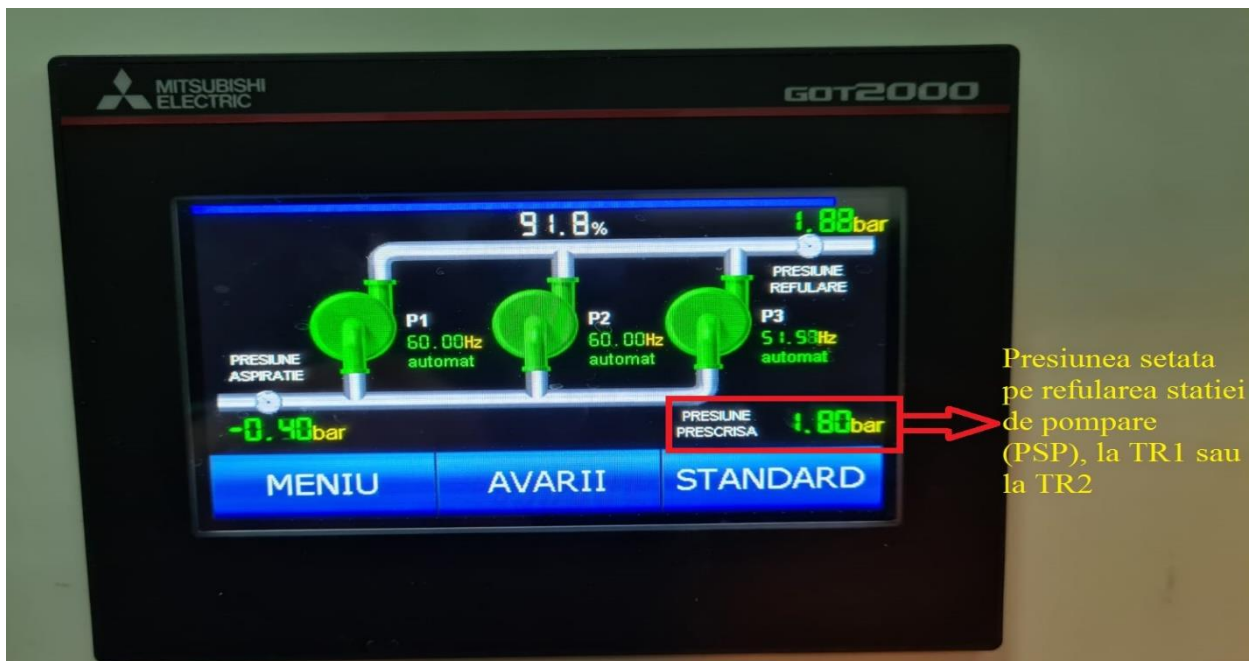 MITSUBISHI
ELECTRIC
GOT2000
91.8%
1.88bar
PRESIUNE
REFULARE
P1
60.00Hz
automat
P2
60.00Hz
automat
P3
automat
PRESIUNE
ASPIRATIE
-0.40bar
PRESIUNE
PRESCRISA
1.80bar
MENIU
AVARII
STANDARD
Presiunea setata
pe refularea statiei
de pompare
(PSP), la TR1 sau
la TR2